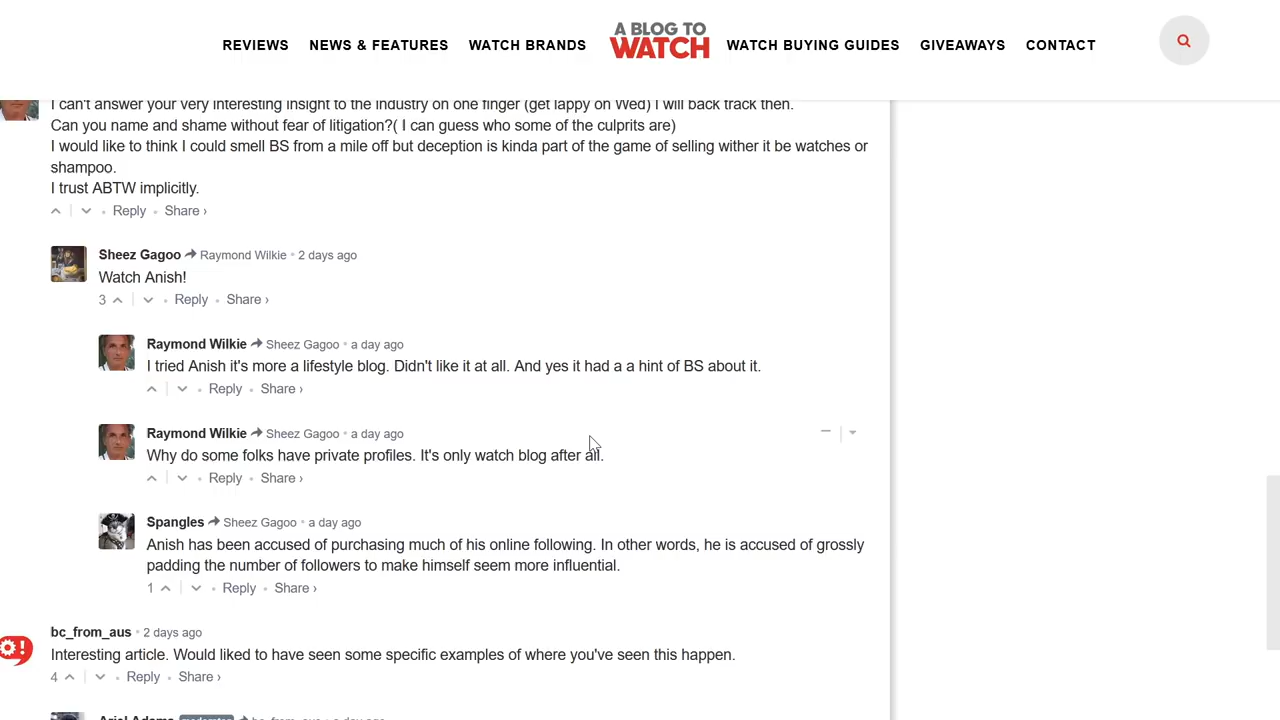 REVIEWS NEWS & FEATURES WATCH BRANDS A BLOG TO WATCH WATCH BUYING GUIDES GIVEAWAYS CONTACT
I can't answer your very interesting insight to the industry on one finger (get lappy on Wed) I will back track then.
Can you name and shame without fear of litigation?( I can guess who some of the culprits are)
I would like to think I could smell BS from a mile off but deception is kinda part of the game of selling wither it be watches or
shampoo.
I trust ABTW implicitly.
Reply Share ›
Sheez Gagoo Raymond Wilkie • 2 days ago
Watch Anish!
3 Reply Share ›
Raymond Wilkie Sheez Gagoo • a day ago
I tried Anish it's more a lifestyle blog. Didn't like it at all. And yes it had a a hint of BS about it.
Reply Share ›
Raymond Wilkie Sheez Gagoo • a day ago
Why do some folks have private profiles. It's only watch blog after all.
Reply Share ›
Spangles Sheez Gagoo • a day ago
Anish has been accused of purchasing much of his online following. In other words, he is accused of grossly
padding the number of followers to make himself seem more influential.
1 Reply Share ›
bc_from_aus • 2 days ago
Interesting article. Would liked to have seen some specific examples of where you've seen this happen.
4 Reply Share ›
Ariel Adams moderator bc_from_aus • a day ago